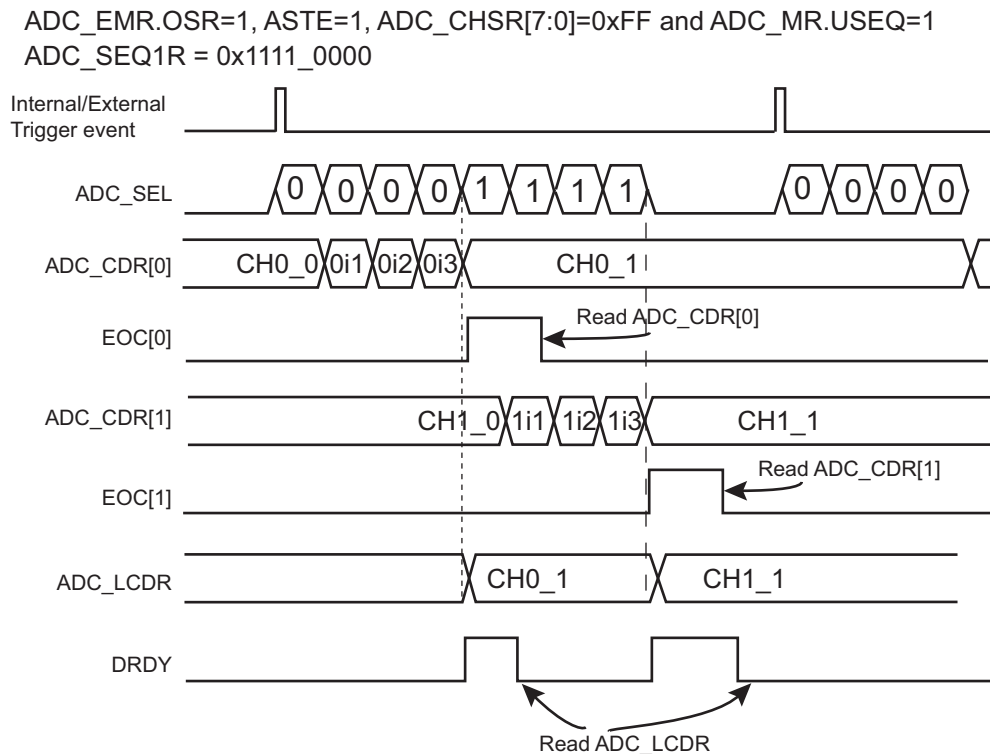 ADC_EMR.OSR=1, ASTE=1, ADC_CHSR[7:0]=0xFF and ADC_MR.USEQ=1
ADC_SEQ1R = 0x1111_0000
Internal/External
Trigger event
ADC_SEL 0 0 0 0 1 1 1 1 0 0 0 0
ADC_CDR[0] CH0_0 0i1 0i2 0i3 CH0_1
Read ADC_CDR[0]
EOC[0]
ADC_CDR[1] CH1_0 1i1 1i2 1i3 CH1_1
Read ADC_CDR[1]
EOC[1]
ADC_LCDR CH0_1 CH1_1
DRDY
Read ADC_LCDR